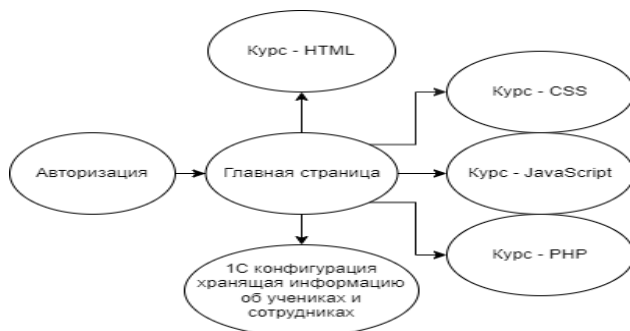 Курс - HTML
Курс - CSS
Авторизация
Главная страница
Курс - JavaScript
Курс - PHP
1С конфигурация
хранящая информацию
об учениках и
сотрудниках